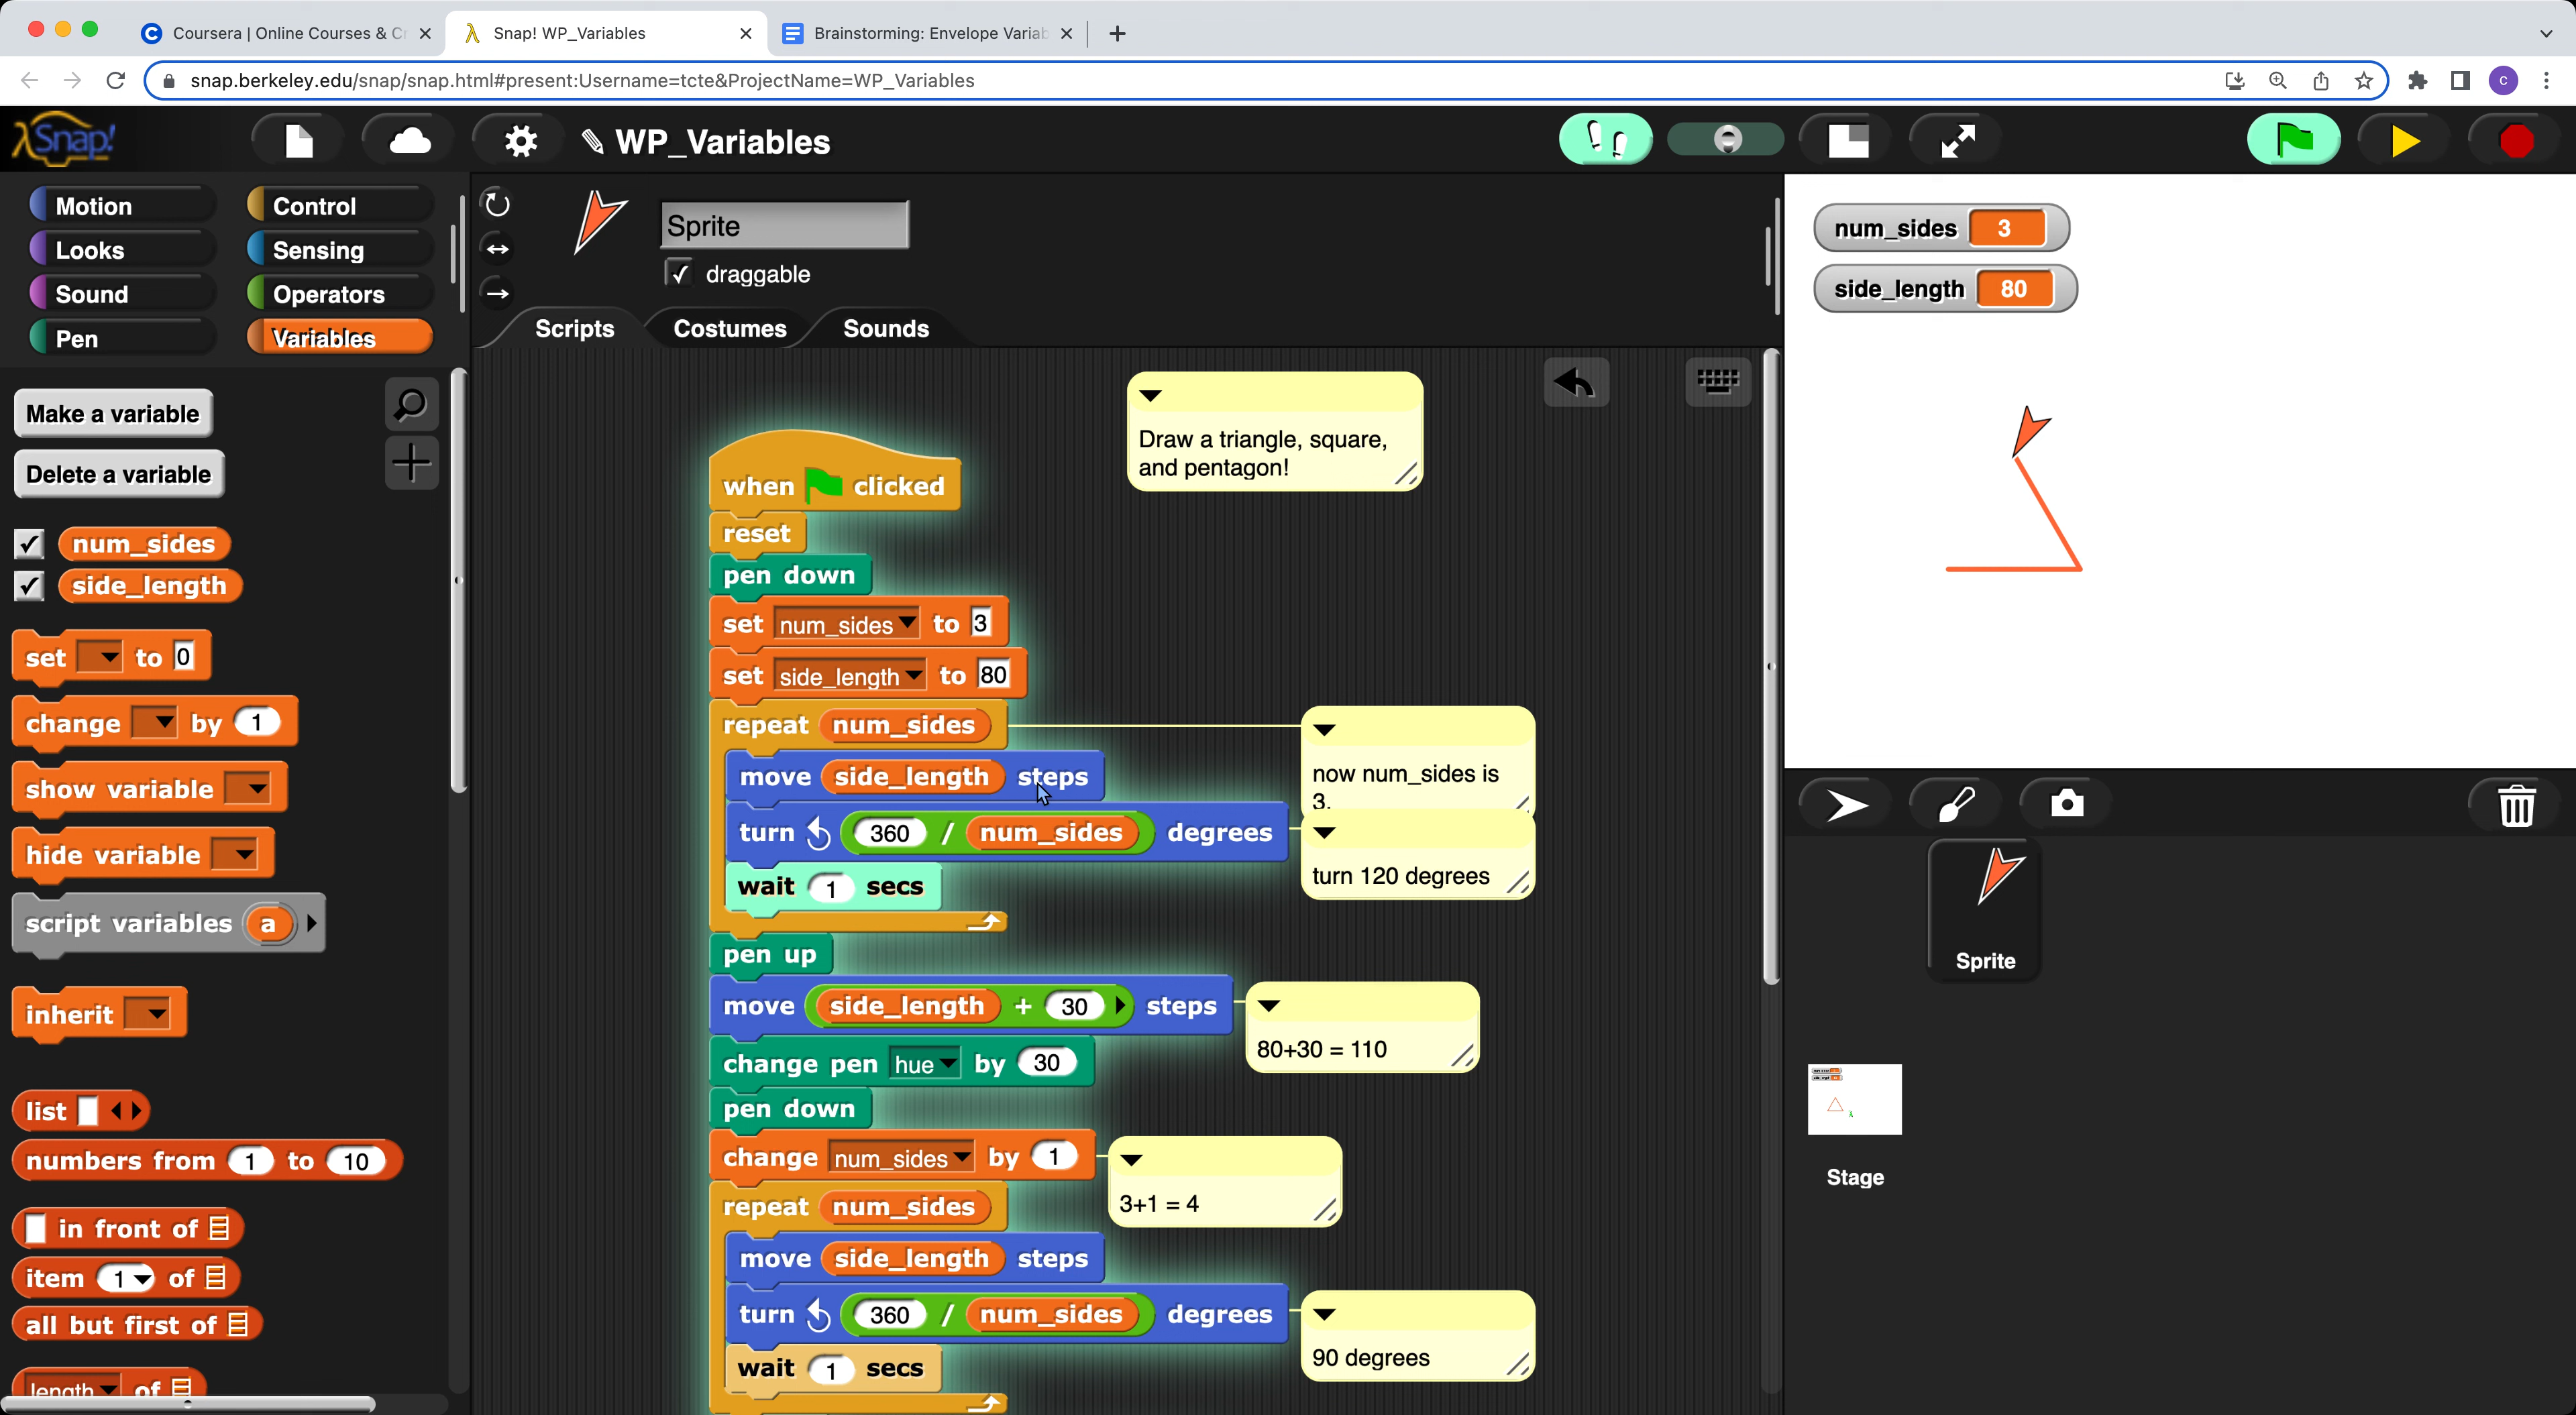 Coursera | Online Courses & Cr
Snap! WP_Variables
Brainstorming: Envelope Variab
snap.berkeley.edu/snap/snap.html#present:Username=tcte&ProjectName=WP_Variables
C
λSnap!
WP_Variables
Motion
Control
Looks
Sensing
Sound
Operators
Pen
Variables
Make a variable
Delete a variable
num_sides
side_length
set to 0
change by 1
show variable
hide variable
script variables a
inherit
list
numbers from 1 to 10
in front of
item 1 of
all but first of
length of
Sprite
draggable
Scripts
Costumes
Sounds
Draw a triangle, square,
and pentagon!
when clicked
reset
pen down
set num_sides to 3
set side_length to 80
repeat num_sides
now num_sides is
3.
move side_length steps
turn 360 / num_sides degrees
turn 120 degrees
wait 1 secs
pen up
move side_length + 30 steps
80+30 = 110
change pen hue by 30
pen down
change num_sides by 1
3+1 = 4
repeat num_sides
move side_length steps
turn 360 / num_sides degrees
90 degrees
wait 1 secs
num_sides 3
side_length 80
Sprite
Stage